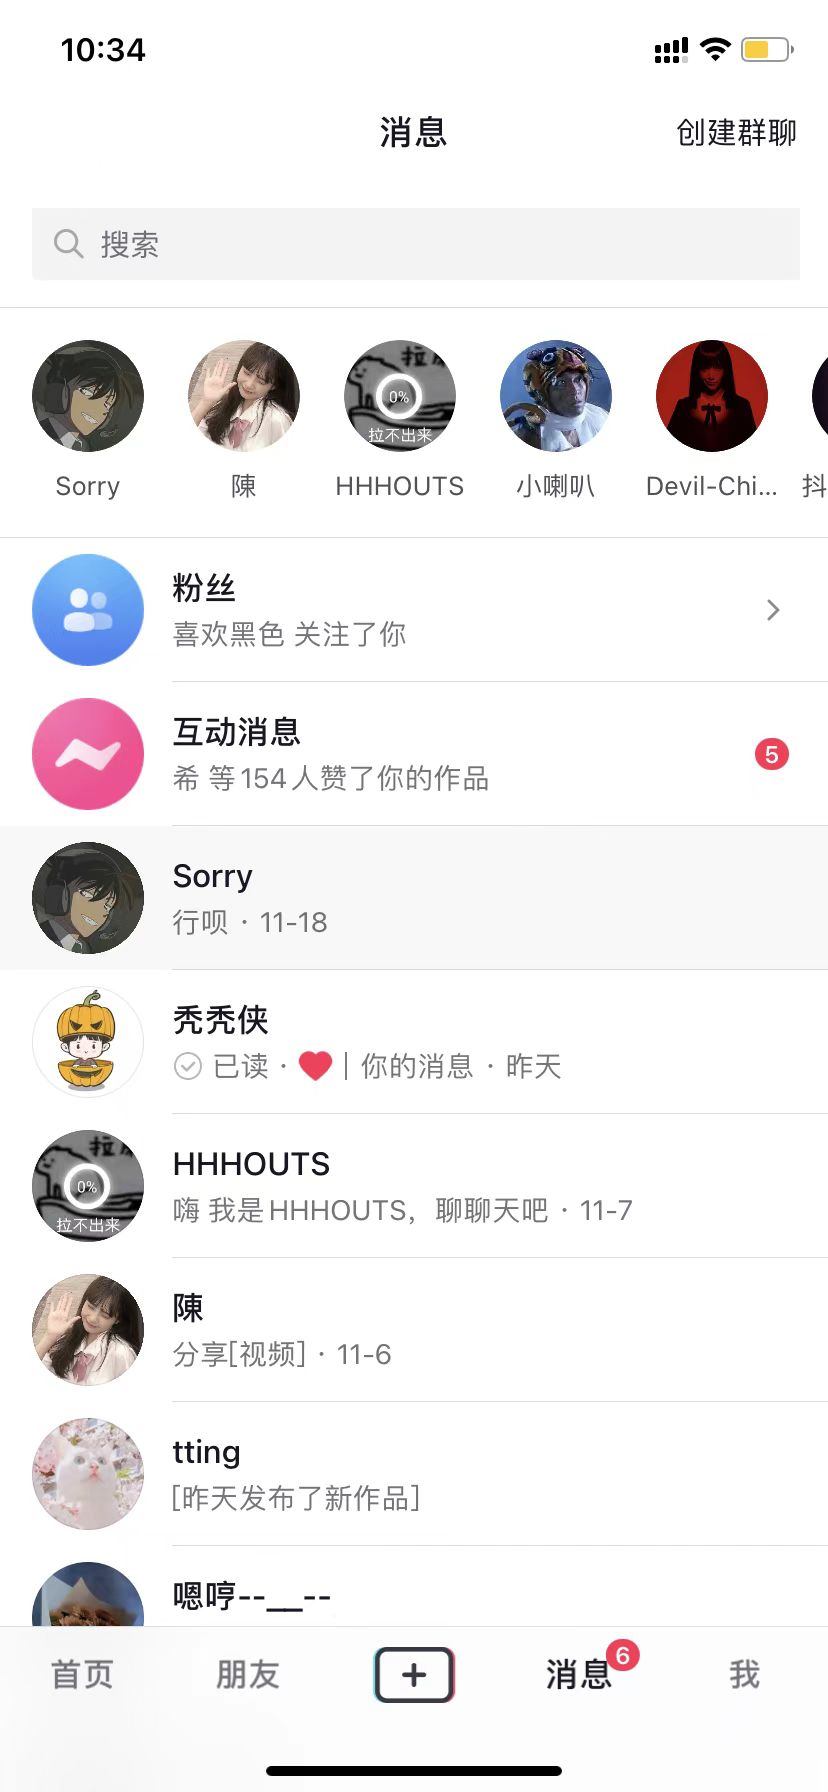 10:34
消息
创建群聊
搜索
0%
拉不出来
Sorry
陳
HHHOUTS
小喇叭
Devil-Chi...
抖
粉丝
喜欢黑色 关注了你
互动消息
希 等154人赞了你的作品
5
Sorry
行呗 · 11-18
秃秃侠
已读 · ❤️ | 你的消息 · 昨天
0%
拉不出来
HHHOUTS
嗨 我是HHHOUTS，聊聊天吧 · 11-7
陳
分享[视频] · 11-6
tting
[昨天发布了新作品]
嗯哼--__--
首页
朋友
消息
6
我